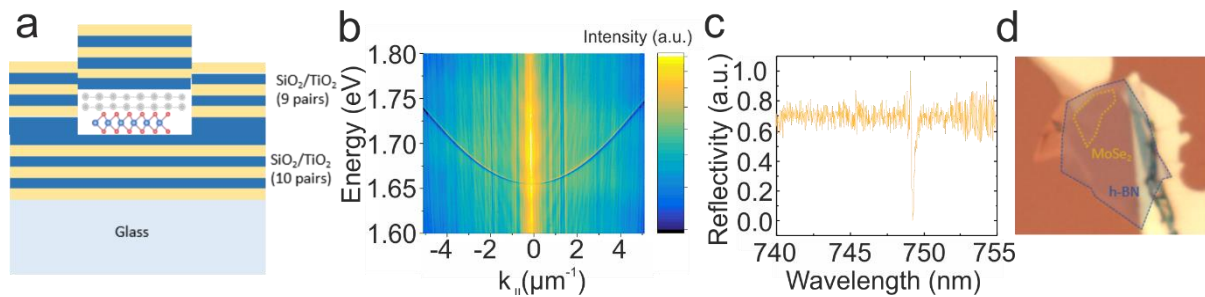 a
SiO₂/TiO₂
(9 pairs)
SiO₂/TiO₂
(10 pairs)
Glass
b
Intensity (a.u.)
Energy (eV)
1.80
1.75
1.70
1.65
1.60
-4
-2
0
2
4
k||(µm⁻¹)
c
Reflectivity (a.u.)
1.0
0.8
0.6
0.4
0.2
0.0
740
745
750
755
Wavelength (nm)
d
MoSe₂
h-BN